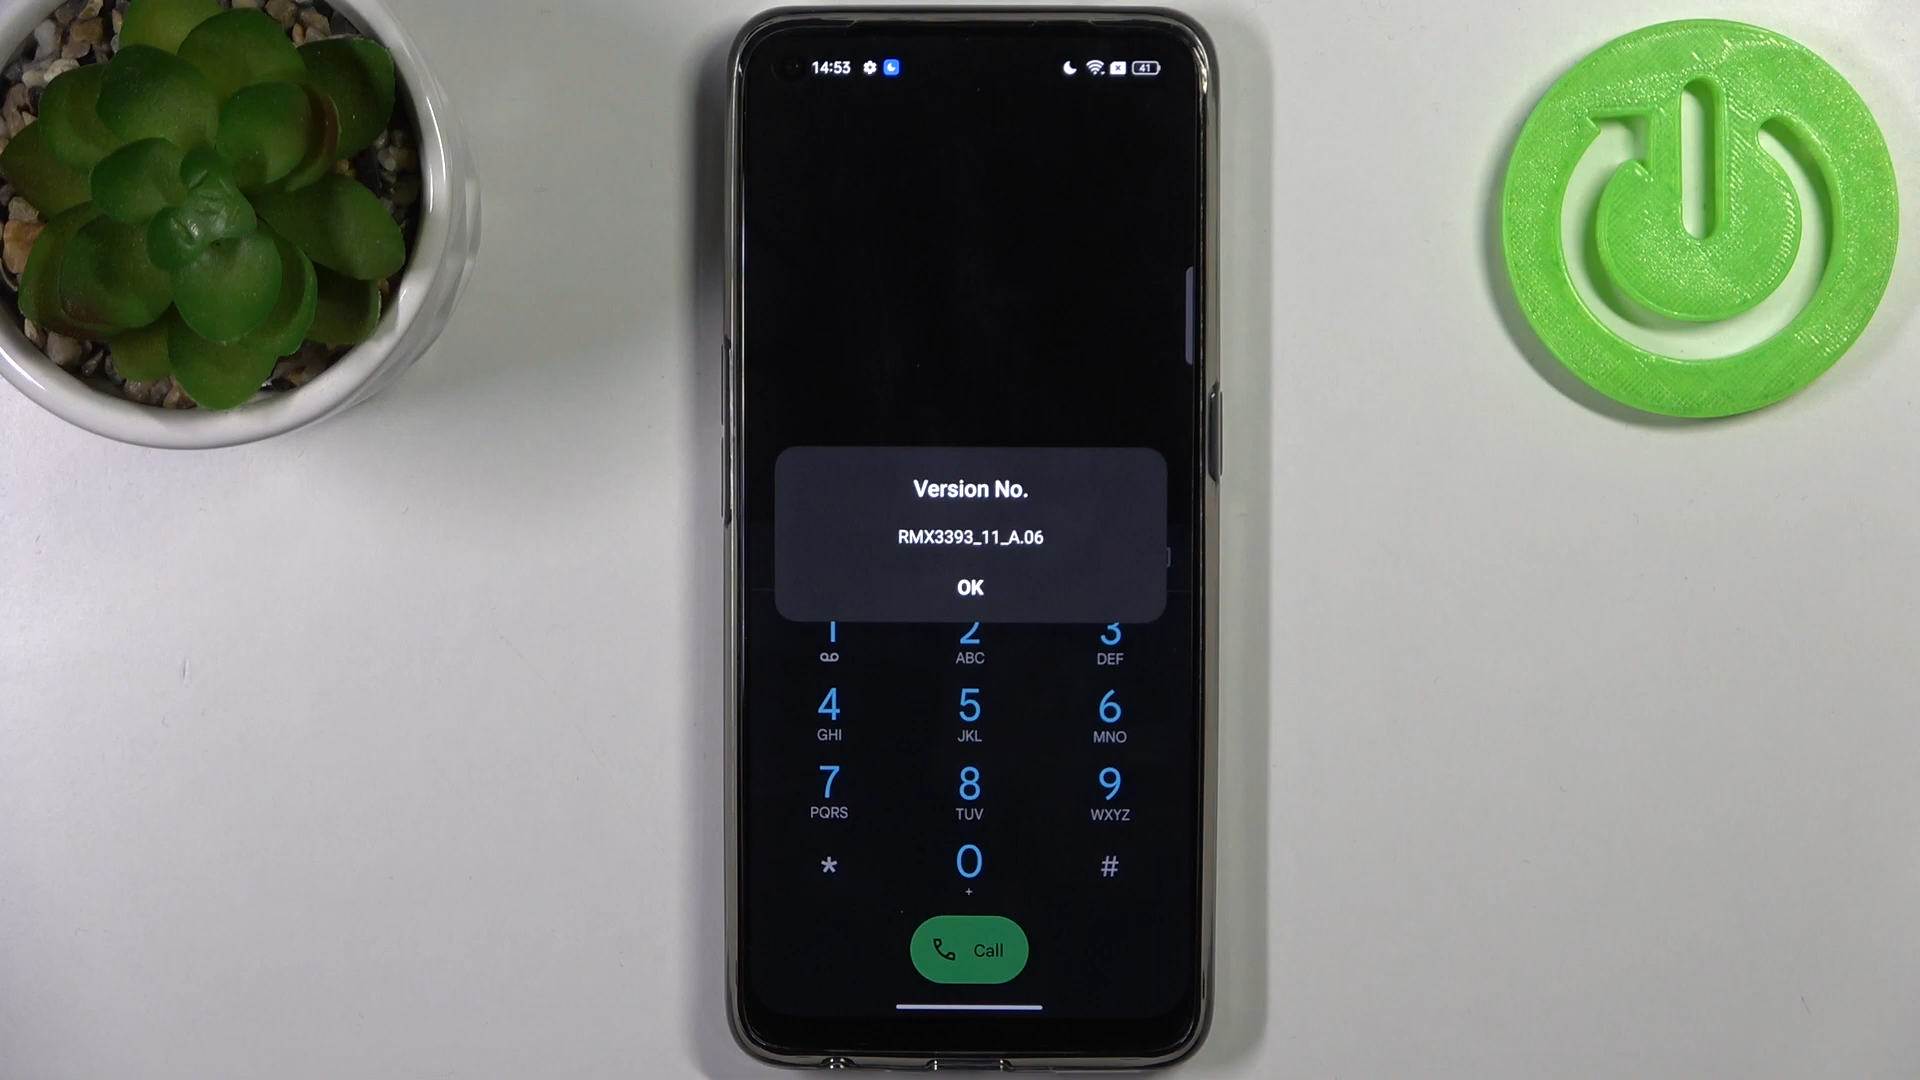 14:53 41
Version No.
RMX3393_11_A.06
OK
1 2 3
ABC DEF
4 5 6
GHI JKL MNO
7 8 9
PQRS TUV WXYZ
* 0 #
+
Call